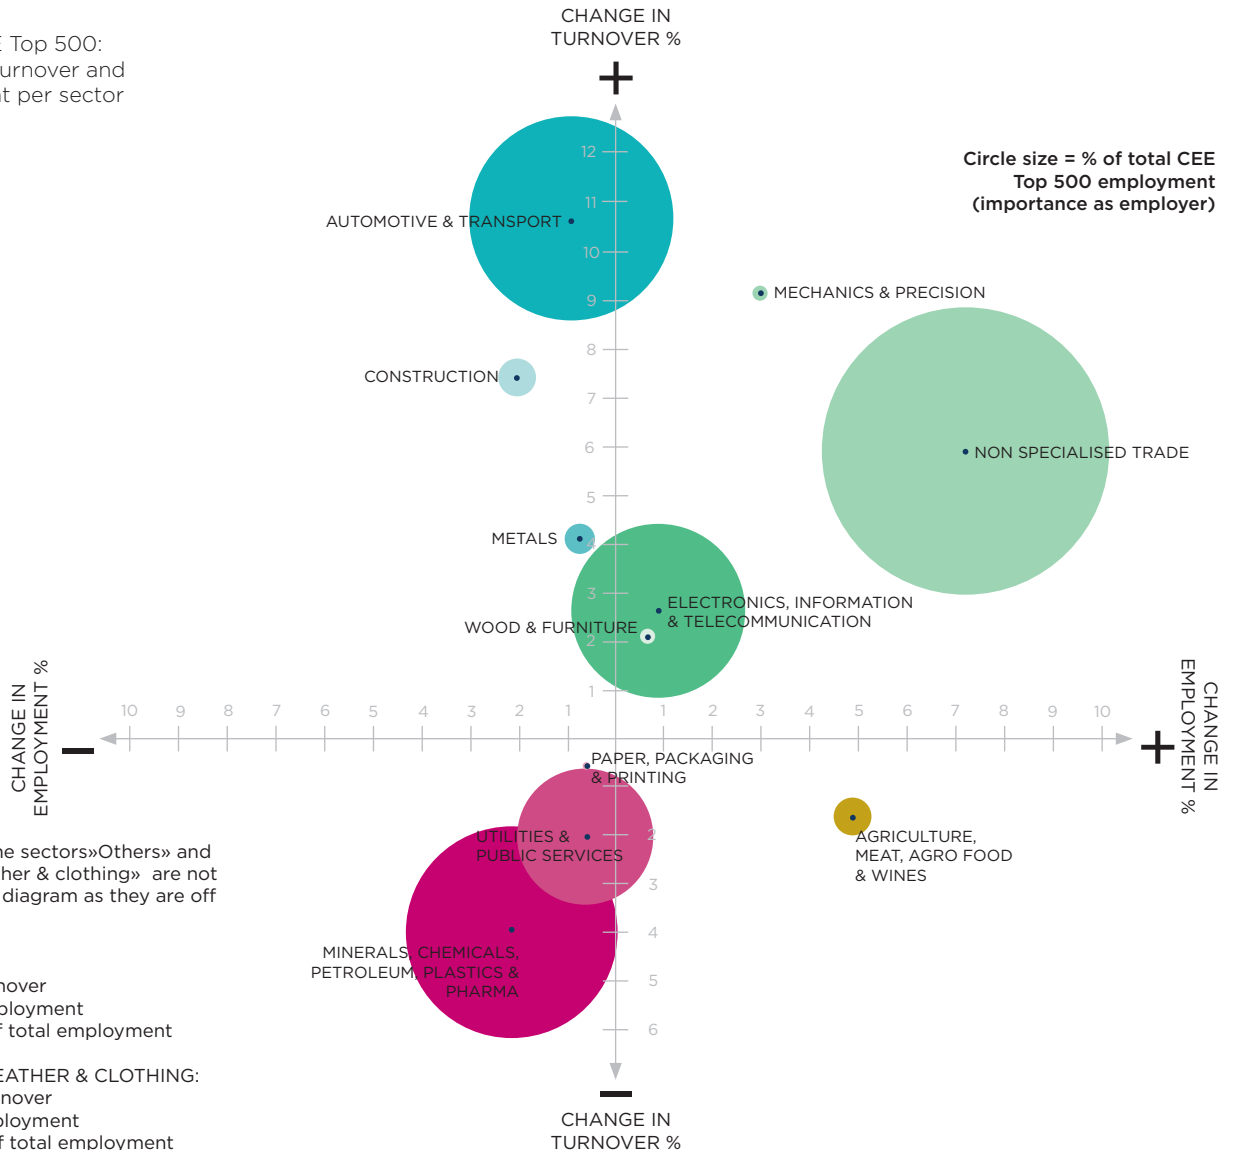 CHANGE IN
TURNOVER %
Top 500:
urnover and
per sector
Circle size = % of total CEE
Top 500 employment
(importance as employer)
12
11
10
9
8
7
6
5
4
3
2
1
AUTOMOTIVE & TRANSPORT
MECHANICS & PRECISION
CONSTRUCTION
NON SPECIALISED TRADE
METALS
ELECTRONICS, INFORMATION
& TELECOMMUNICATION
WOOD & FURNITURE
CHANGE IN
EMPLOYMENT %
10 9 8 7 6 5 4 3 2 1 1 2 3 4 5 6 7 8 9 10
CHANGE IN
EMPLOYMENT %
PAPER, PACKAGING
& PRINTING
UTILITIES &
PUBLIC SERVICES
AGRICULTURE,
MEAT, AGRO FOOD
& WINES
MINERALS, CHEMICALS,
PETROLEUM, PLASTICS &
PHARMA
2
3
4
5
6
he sectors»Others» and
her & clothing» are not
diagram as they are off
nover
ployment
f total employment
EATHER & CLOTHING:
nover
ployment
f total employment
CHANGE IN
TURNOVER %